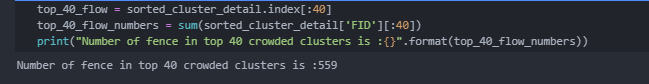 top_40_flow = sorted_cluster_detail.index[:40]
top_40_flow_numbers = sum(sorted_cluster_detail['FID'][:40])
print("Number of fence in top 40 crowded clusters is :{}".format(top_40_flow_numbers))
Number of fence in top 40 crowded clusters is :559